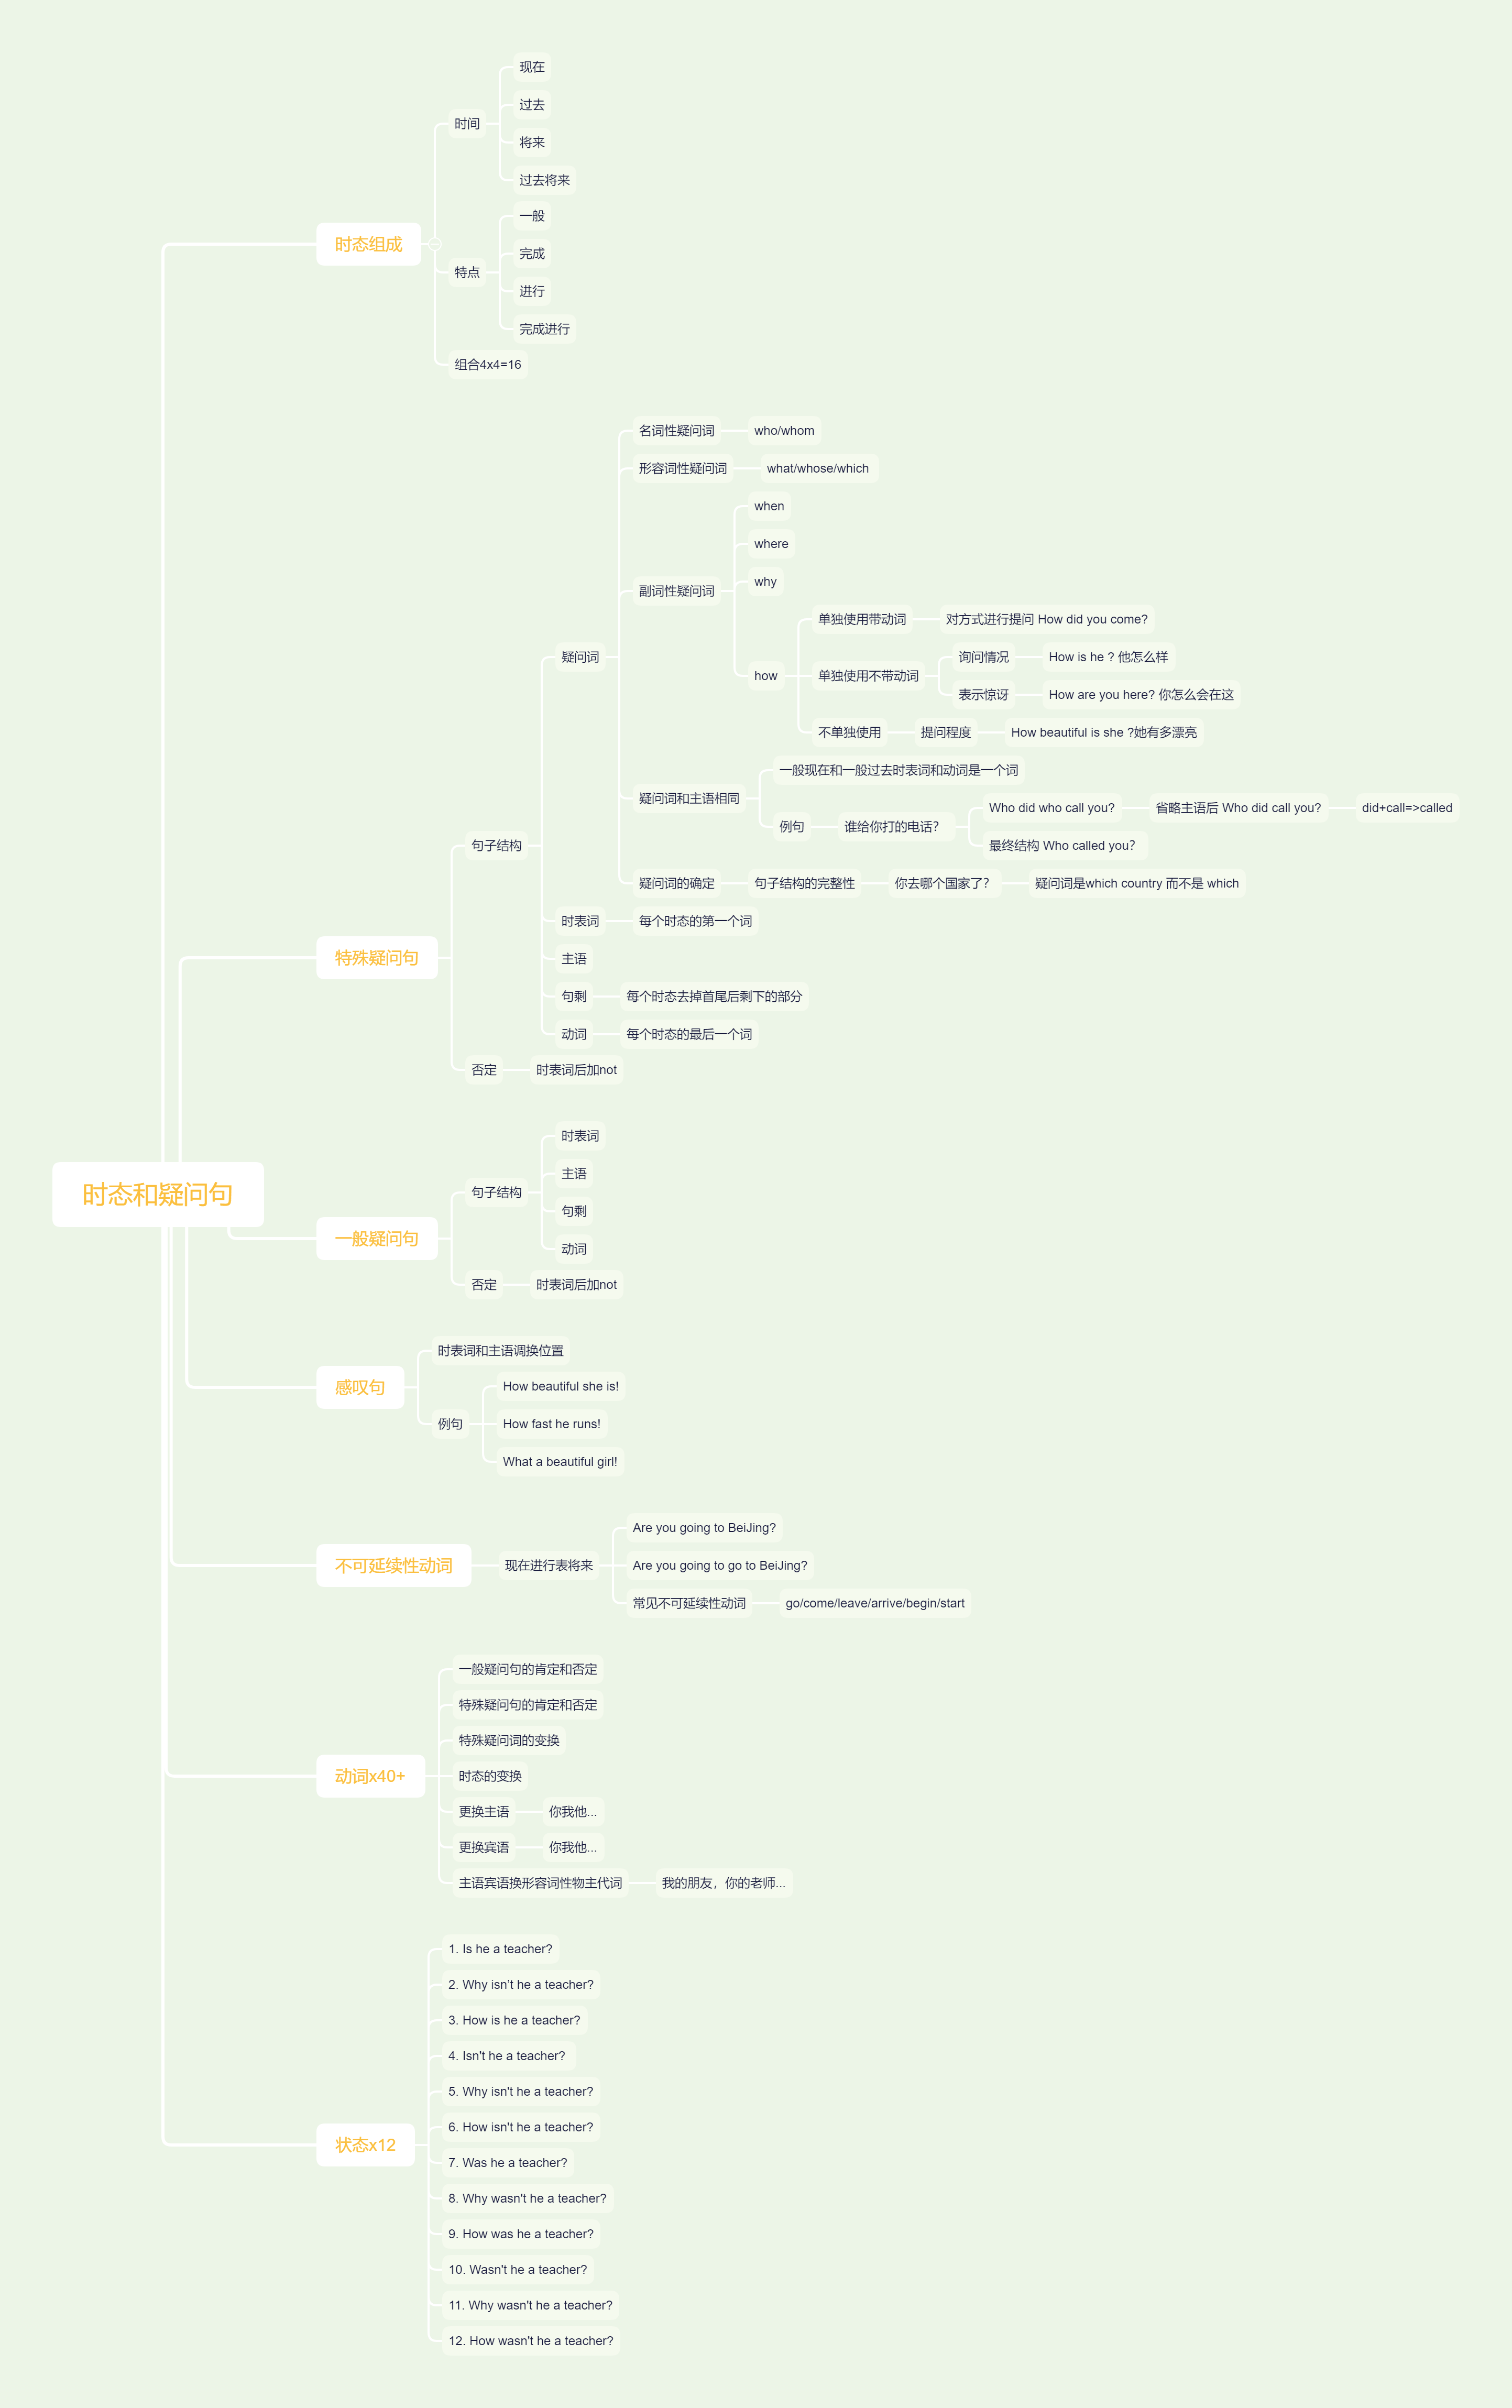 时态和疑问句
时态组成
时间
现在
过去
将来
过去将来
特点
一般
完成
进行
完成进行
组合4x4=16
特殊疑问句
句子结构
疑问词
名词性疑问词
who/whom
形容词性疑问词
what/whose/which
副词性疑问词
when
where
why
how
单独使用带动词
对方式进行提问 How did you come?
单独使用不带动词
询问情况
How is he ? 他怎么样
表示惊讶
How are you here? 你怎么会在这
不单独使用
提问程度
How beautiful is she ?她有多漂亮
疑问词和主语相同
一般现在和一般过去时表词和动词是一个词
例句
谁给你打的电话？
Who did who call you?
省略主语后 Who did call you?
did+call=>called
最终结构 Who called you？
疑问词的确定
句子结构的完整性
你去哪个国家了？
疑问词是which country 而不是 which
时表词
每个时态的第一个词
主语
句剩
每个时态去掉首尾后剩下的部分
动词
每个时态的最后一个词
否定
时表词后加not
一般疑问句
句子结构
时表词
主语
句剩
动词
否定
时表词后加not
感叹句
时表词和主语调换位置
例句
How beautiful she is!
How fast he runs!
What a beautiful girl!
不可延续性动词
现在进行表将来
Are you going to BeiJing?
Are you going to go to BeiJing?
常见不可延续性动词
go/come/leave/arrive/begin/start
动词x40+
一般疑问句的肯定和否定
特殊疑问句的肯定和否定
特殊疑问词的变换
时态的变换
更换主语
你我他...
更换宾语
你我他...
主语宾语换形容词性物主代词
我的朋友，你的老师...
状态x12
1. Is he a teacher?
2. Why isn’t he a teacher?
3. How is he a teacher?
4. Isn't he a teacher?
5. Why isn't he a teacher?
6. How isn't he a teacher?
7. Was he a teacher?
8. Why wasn't he a teacher?
9. How was he a teacher?
10. Wasn't he a teacher?
11. Why wasn't he a teacher?
12. How wasn't he a teacher?